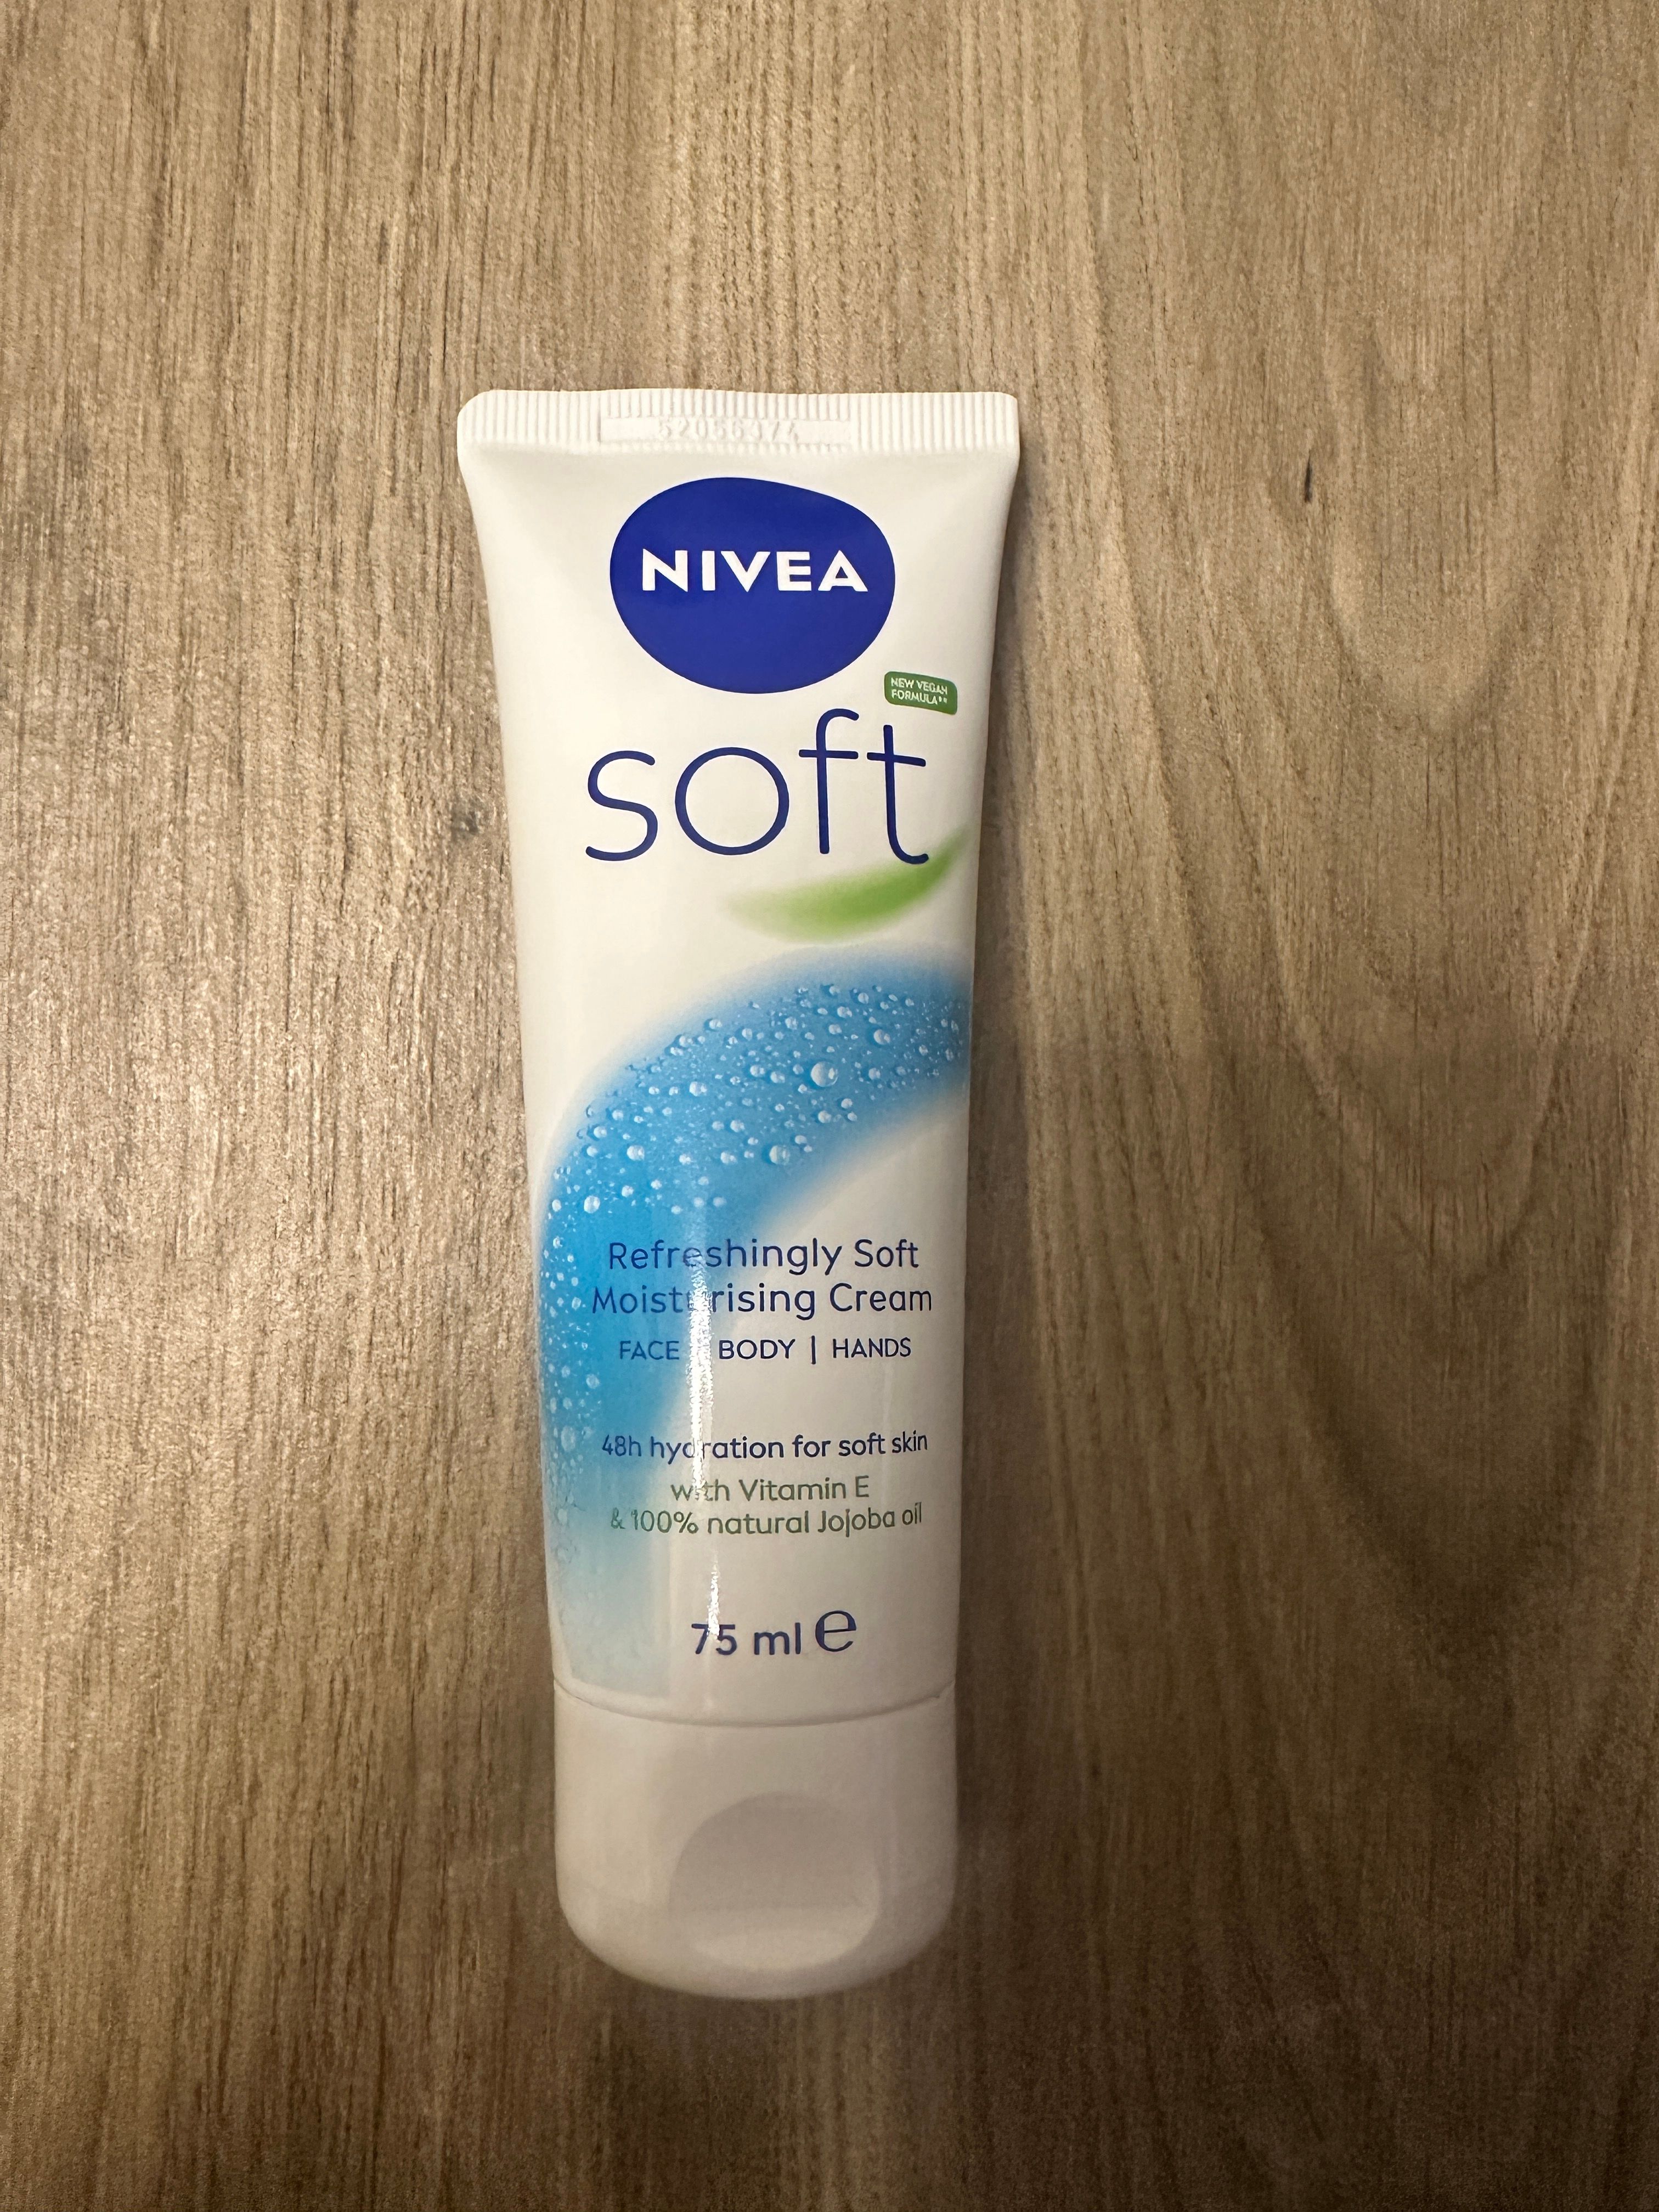 52056374
NIVEA
NEW VEGAN
FORMULA**
soft
Refreshingly Soft
Moisturising Cream
FACE | BODY | HANDS
48h hydration for soft skin
with Vitamin E
& 100% natural Jojoba oil
75 ml e